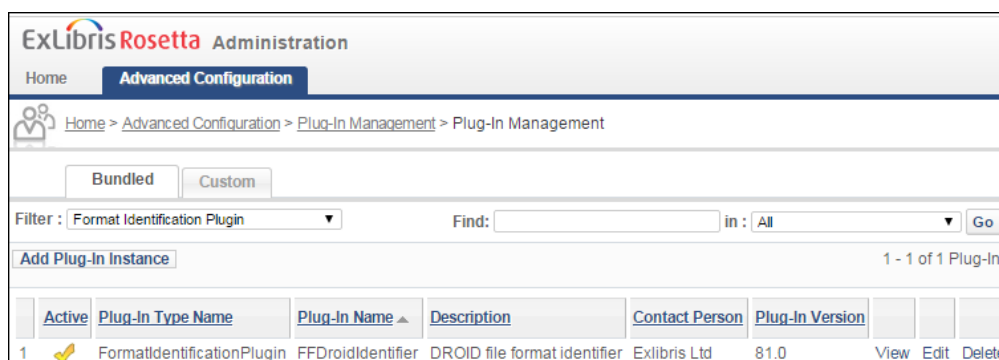 ExLibris Rosetta Administration
Home Advanced Configuration
Home > Advanced Configuration > Plug-In Management > Plug-In Management
Bundled Custom
Filter : Format Identification Plugin Find: in : All Go
Add Plug-In Instance 1 - 1 of 1 Plug-In
Active Plug-In Type Name Plug-In Name Description Contact Person Plug-In Version
1 FormatIdentificationPlugin FFDroidIdentifier DROID file format identifier Exlibris Ltd 81.0 View Edit Delete